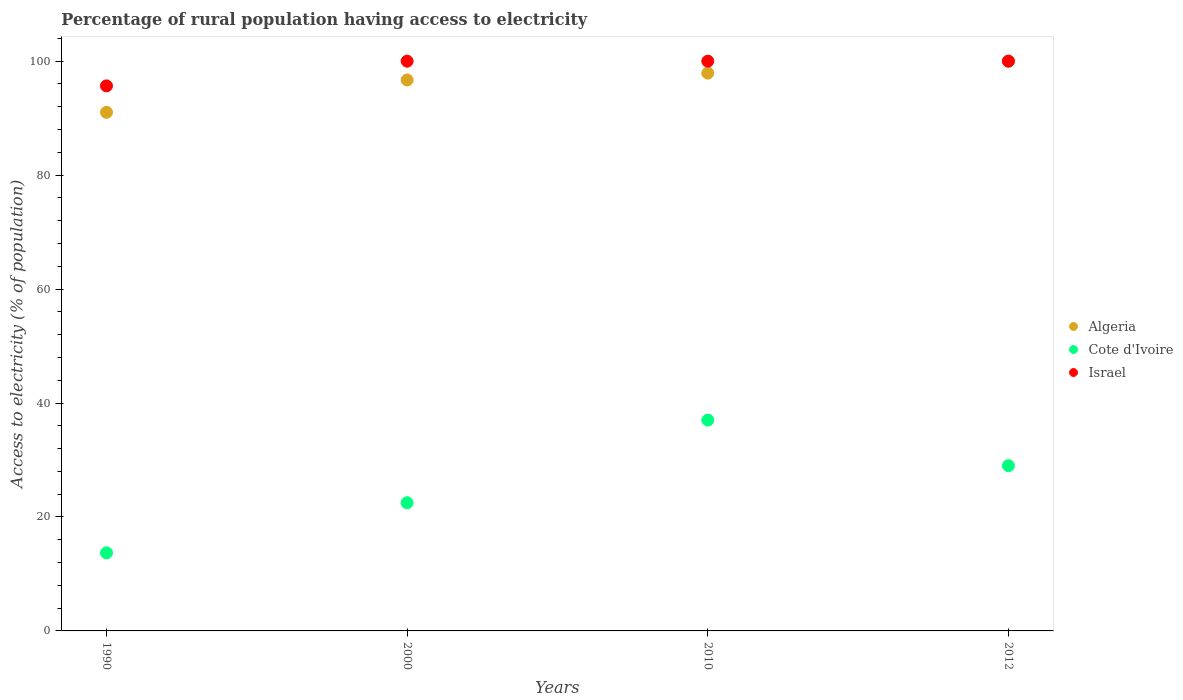 Percentage of rural population having access to electricity
Access to electricity (% of population)
100
80
60
40
20
0
1990
2000
2010
2012
Years
Algeria
Cote d'Ivoire
Israel